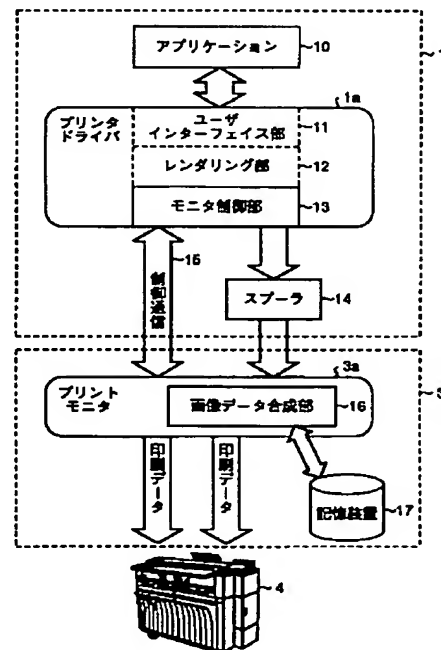 アプリケーション
10
1a
プリンタ
ドライバ
ユーザ
インターフェイス部
11
レンダリング部
12
モニタ制御部
13
15
制御通信
スプーラ
14
3a
プリント
モニタ
画像データ合成部
16
印刷データ
印刷データ
記憶装置
17
4